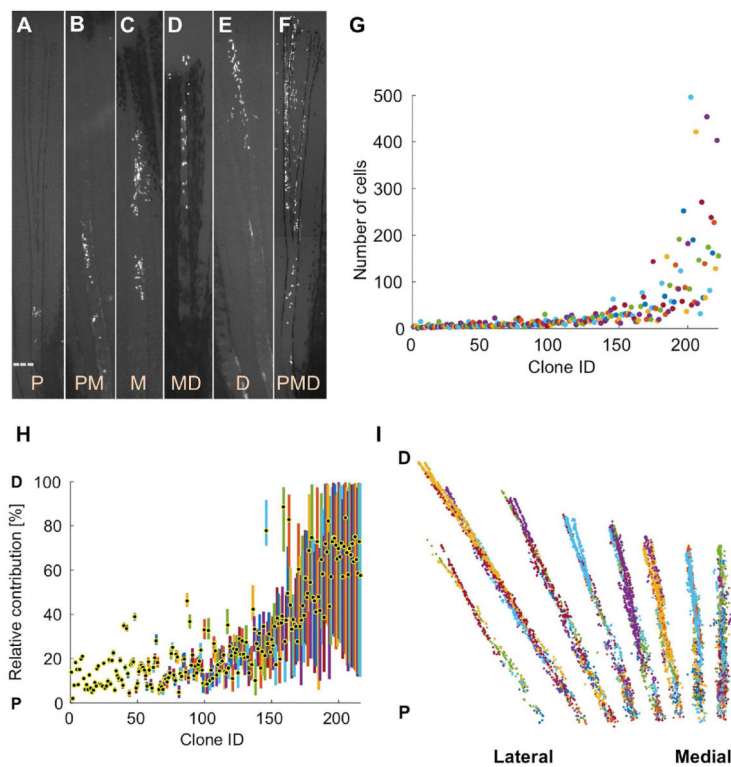 A B C D E F
P PM M MD D PMD
G
Number of cells
500
400
300
200
100
0
0 50 100 150 200
Clone ID
H
D
P
Relative contribution [%]
100
80
60
40
20
0
0 50 100 150 200
Clone ID
I
D
P
Lateral Medial